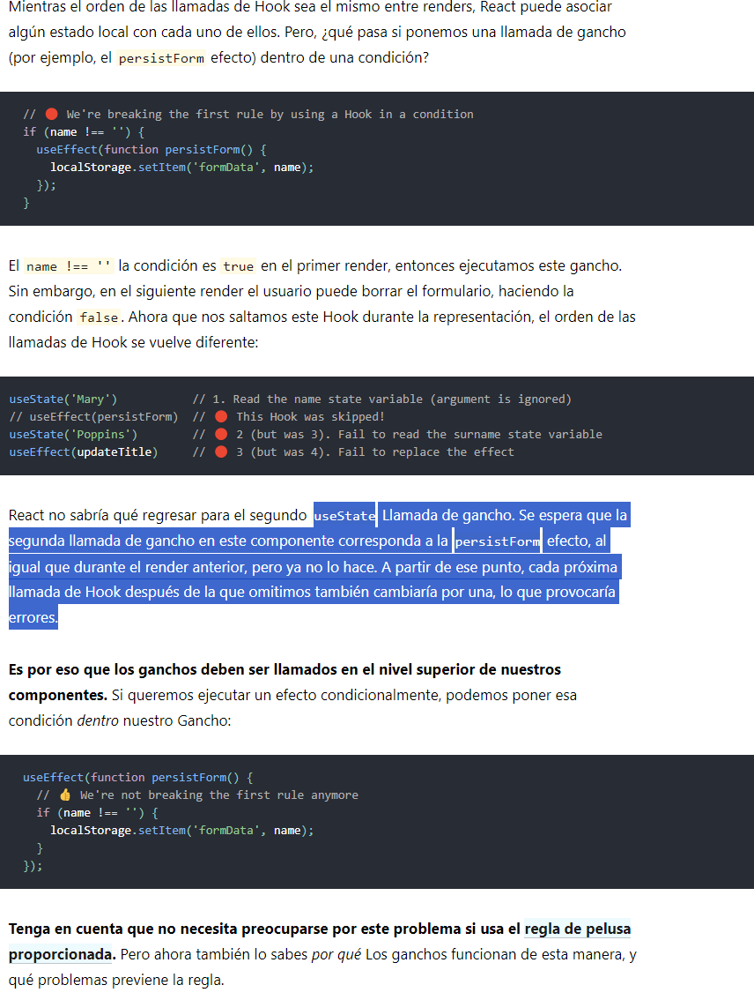 Mientras el orden de las llamadas de Hook sea el mismo entre renders, React puede asociar
algún estado local con cada uno de ellos. Pero, ¿qué pasa si ponemos una llamada de gancho
(por ejemplo, el persistForm efecto) dentro de una condición?
// 🔴 We're breaking the first rule by using a Hook in a condition
if (name !== '') {
useEffect(function persistForm() {
localStorage.setItem('formData', name);
});
}
El name !== '' la condición es true en el primer render, entonces ejecutamos este gancho.
Sin embargo, en el siguiente render el usuario puede borrar el formulario, haciendo la
condición false. Ahora que nos saltamos este Hook durante la representación, el orden de las
llamadas de Hook se vuelve diferente:
useState('Mary') // 1. Read the name state variable (argument is ignored)
// useEffect(persistForm) // 🔴 This Hook was skipped!
useState('Poppins') // 🔴 2 (but was 3). Fail to read the surname state variable
useEffect(updateTitle) // 🔴 3 (but was 4). Fail to replace the effect
React no sabría qué regresar para el segundo useState Llamada de gancho. Se espera que la
segunda llamada de gancho en este componente corresponda a la persistForm efecto, al
igual que durante el render anterior, pero ya no lo hace. A partir de ese punto, cada próxima
llamada de Hook después de la que omitimos también cambiaría por una, lo que provocaría
errores.
Es por eso que los ganchos deben ser llamados en el nivel superior de nuestros
componentes. Si queremos ejecutar un efecto condicionalmente, podemos poner esa
condición dentro nuestro Gancho:
useEffect(function persistForm() {
// 👍 We're not breaking the first rule anymore
if (name !== '') {
localStorage.setItem('formData', name);
}
});
Tenga en cuenta que no necesita preocuparse por este problema si usa el regla de pelusa
proporcionada. Pero ahora también lo sabes por qué Los ganchos funcionan de esta manera, y
qué problemas previene la regla.